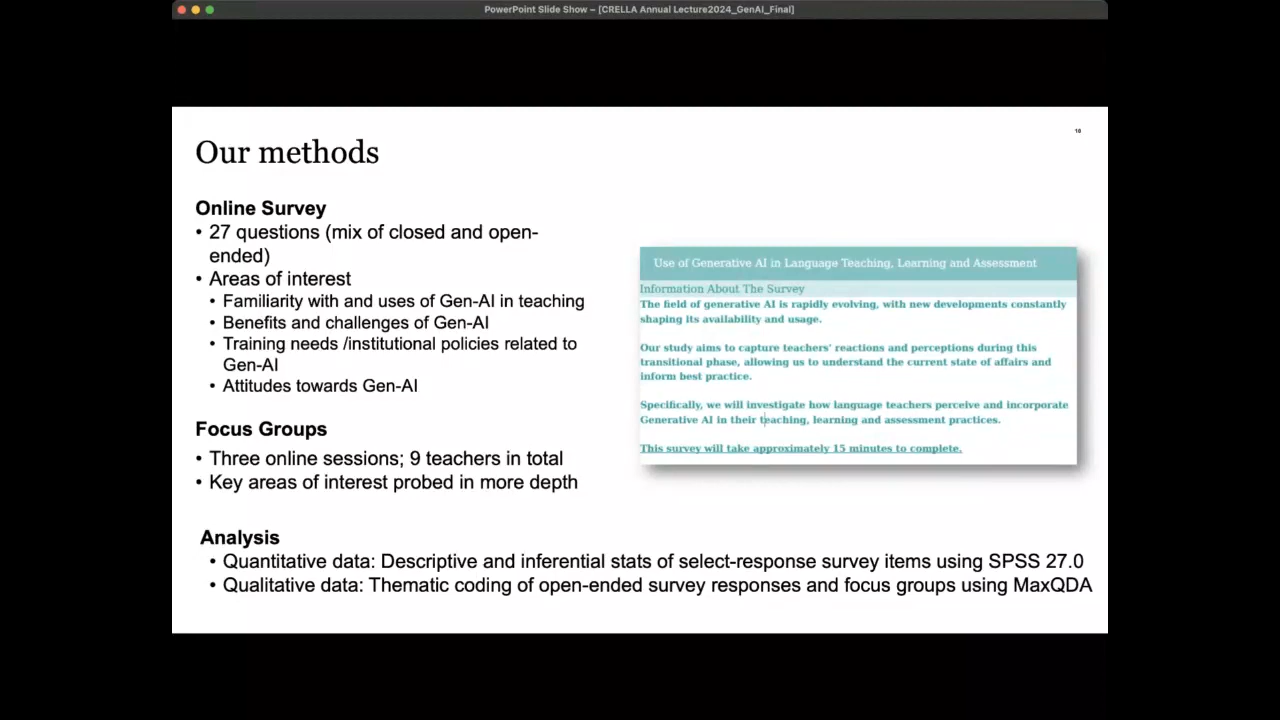 PowerPoint Slide Show – [CRELLA Annual Lecture2024_GenAI_Final]
18
Our methods
Online Survey
• 27 questions (mix of closed and open-
ended)
• Areas of interest
• Familiarity with and uses of Gen-AI in teaching
• Benefits and challenges of Gen-AI
• Training needs /institutional policies related to
Gen-AI
• Attitudes towards Gen-AI
Focus Groups
• Three online sessions; 9 teachers in total
• Key areas of interest probed in more depth
Use of Generative AI in Language Teaching, Learning and Assessment
Information About The Survey
The field of generative AI is rapidly evolving, with new developments constantly
shaping its availability and usage.
Our study aims to capture teachers' reactions and perceptions during this
transitional phase, allowing us to understand the current state of affairs and
inform best practice.
Specifically, we will investigate how language teachers perceive and incorporate
Generative AI in their teaching, learning and assessment practices.
This survey will take approximately 15 minutes to complete.
Analysis
• Quantitative data: Descriptive and inferential stats of select-response survey items using SPSS 27.0
• Qualitative data: Thematic coding of open-ended survey responses and focus groups using MaxQDA